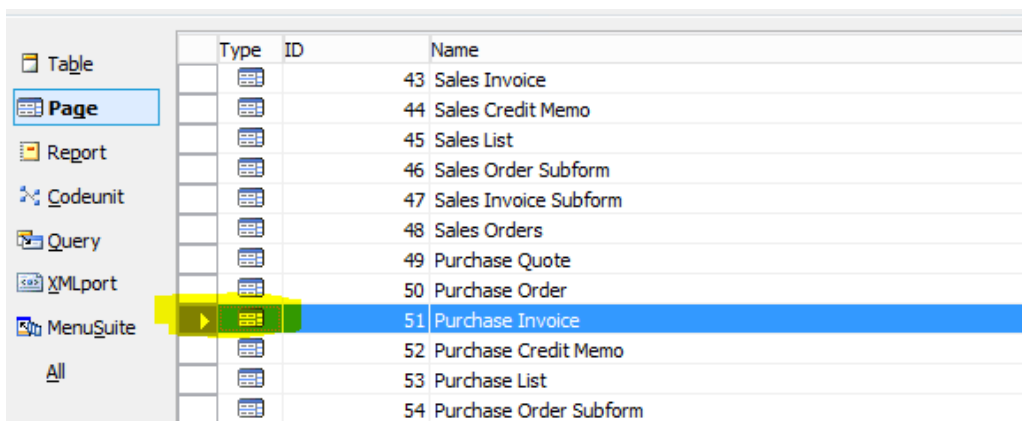 Table
Page
Report
Codeunit
Query
XMLport
MenuSuite
All
Type ID Name
43 Sales Invoice
44 Sales Credit Memo
45 Sales List
46 Sales Order Subform
47 Sales Invoice Subform
48 Sales Orders
49 Purchase Quote
50 Purchase Order
51 Purchase Invoice
52 Purchase Credit Memo
53 Purchase List
54 Purchase Order Subform